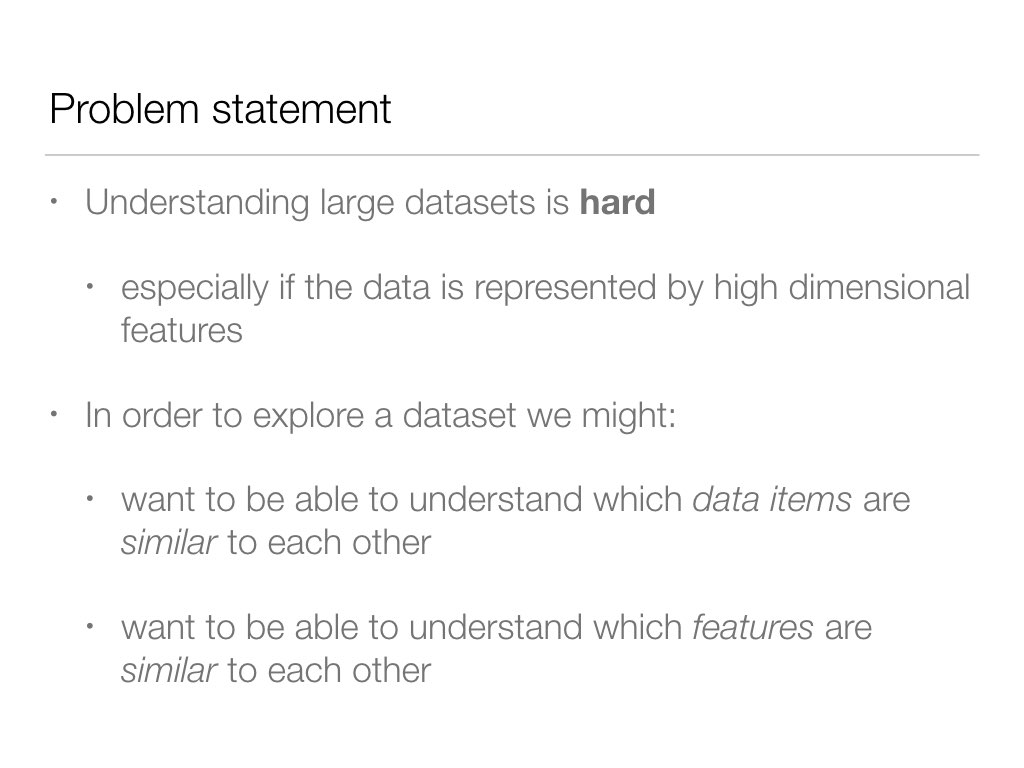 Problem statement
• Understanding large datasets is hard
• especially if the data is represented by high dimensional
features
• In order to explore a dataset we might:
• want to be able to understand which data items are
similar to each other
• want to be able to understand which features are
similar to each other